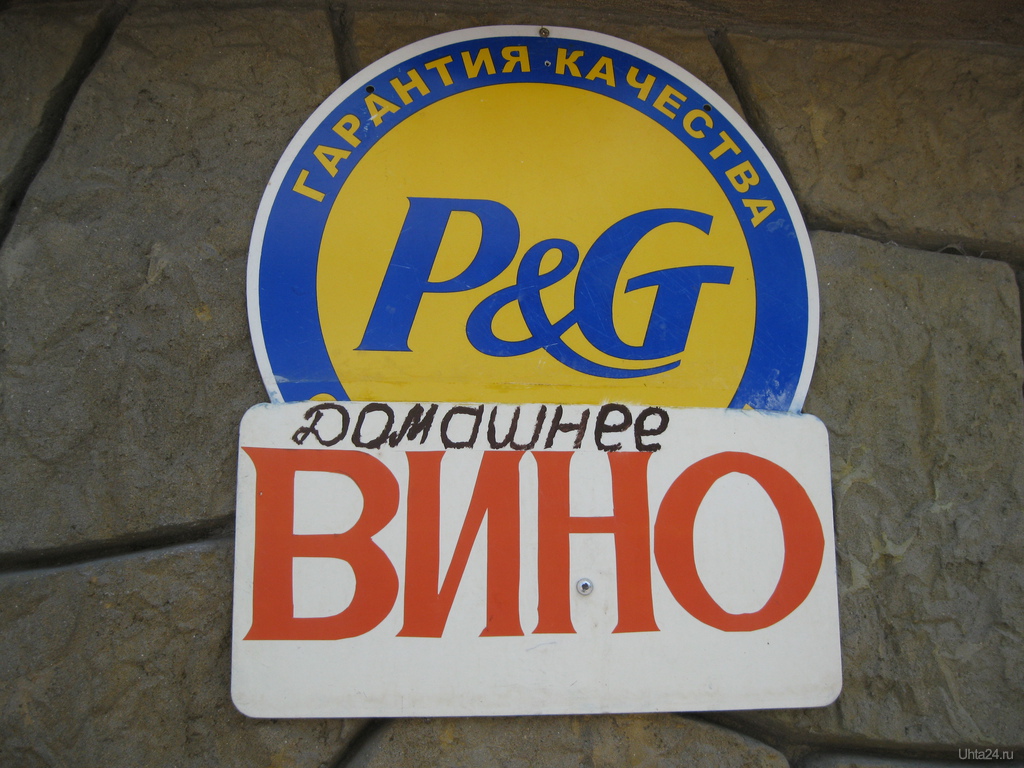 ГАРАНТИЯ КАЧЕСТВА
P&G
Домашнее
ВИНО
Uhta24.ru